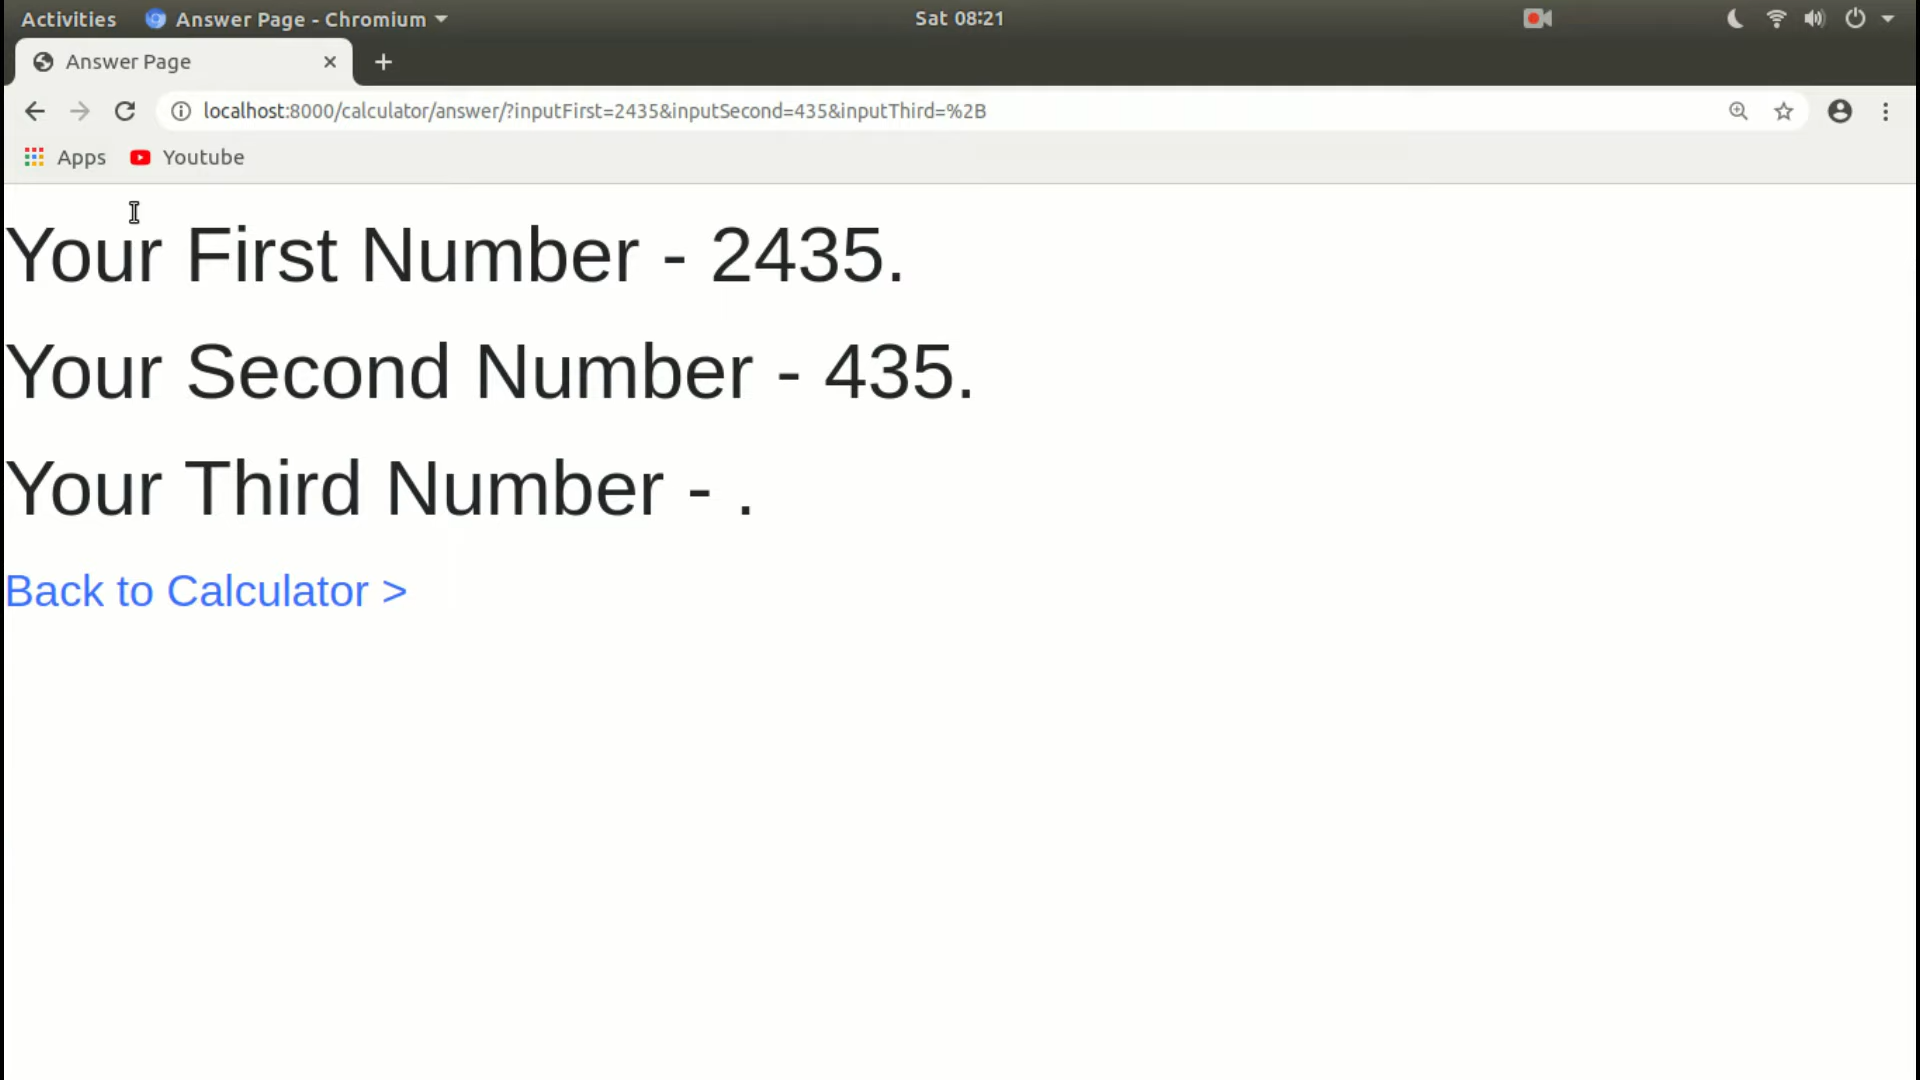 Activities Answer Page - Chromium Sat 08:21
Answer Page
localhost:8000/calculator/answer/?inputFirst=2435&inputSecond=435&inputThird=%2B
Apps Youtube
Your First Number - 2435.
Your Second Number - 435.
Your Third Number - .
Back to Calculator >